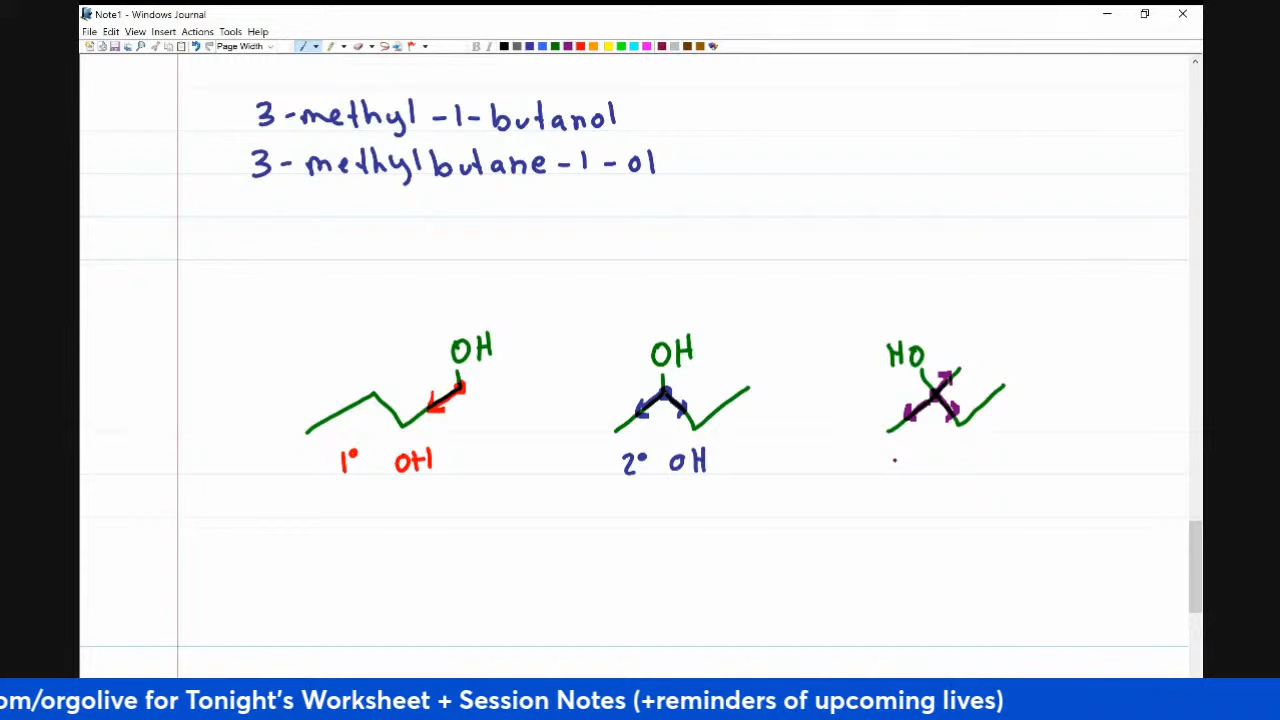 Note1 - Windows Journal
File Edit View Insert Actions Tools Help
Page Width
B I
3-methyl-1-butanol
3-methylbutane-1-ol
OH
OH
HO
1° OH
2° OH
om/orgolive for Tonight's Worksheet + Session Notes (+reminders of upcoming lives)